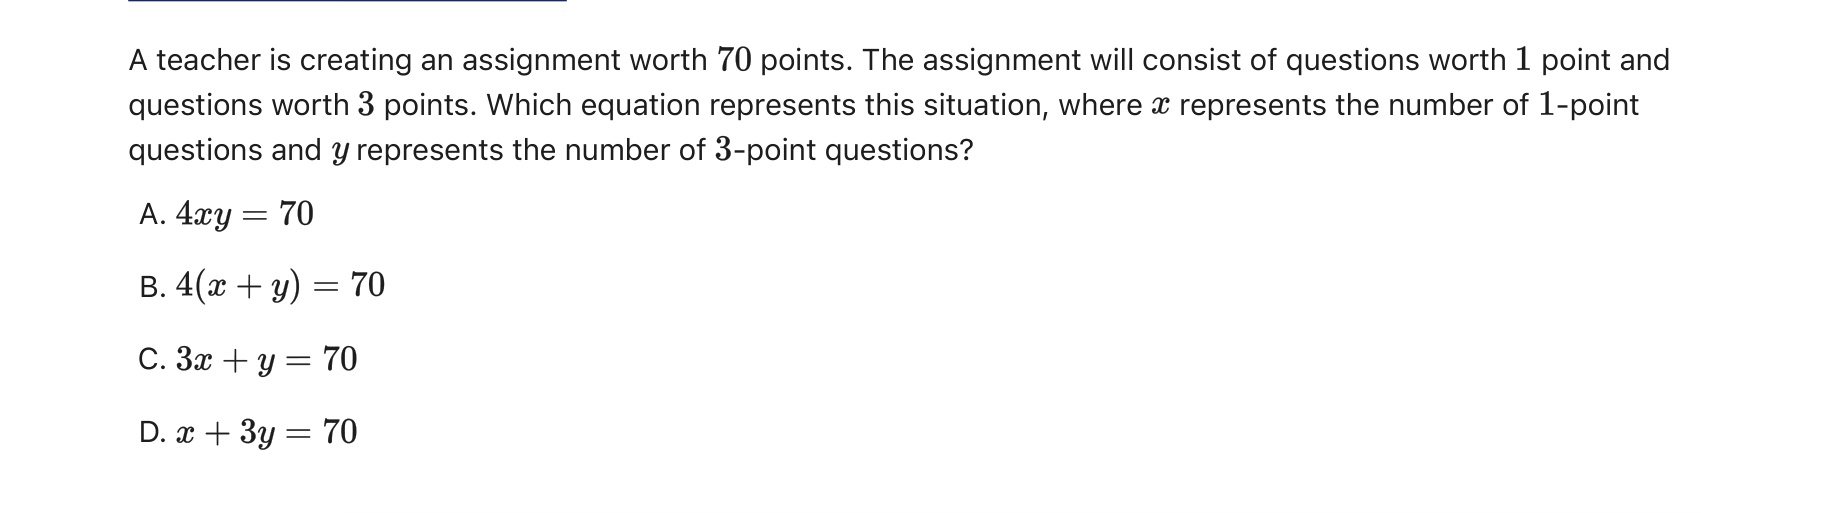 A teacher is creating an assignment worth 70 points. The assignment will consist of questions worth 1 point and
questions worth 3 points. Which equation represents this situation, where x represents the number of 1-point
questions and y represents the number of 3-point questions?
A. 4xy = 70
B. 4(x + y) = 70
C. 3x + y = 70
D. x + 3y = 70